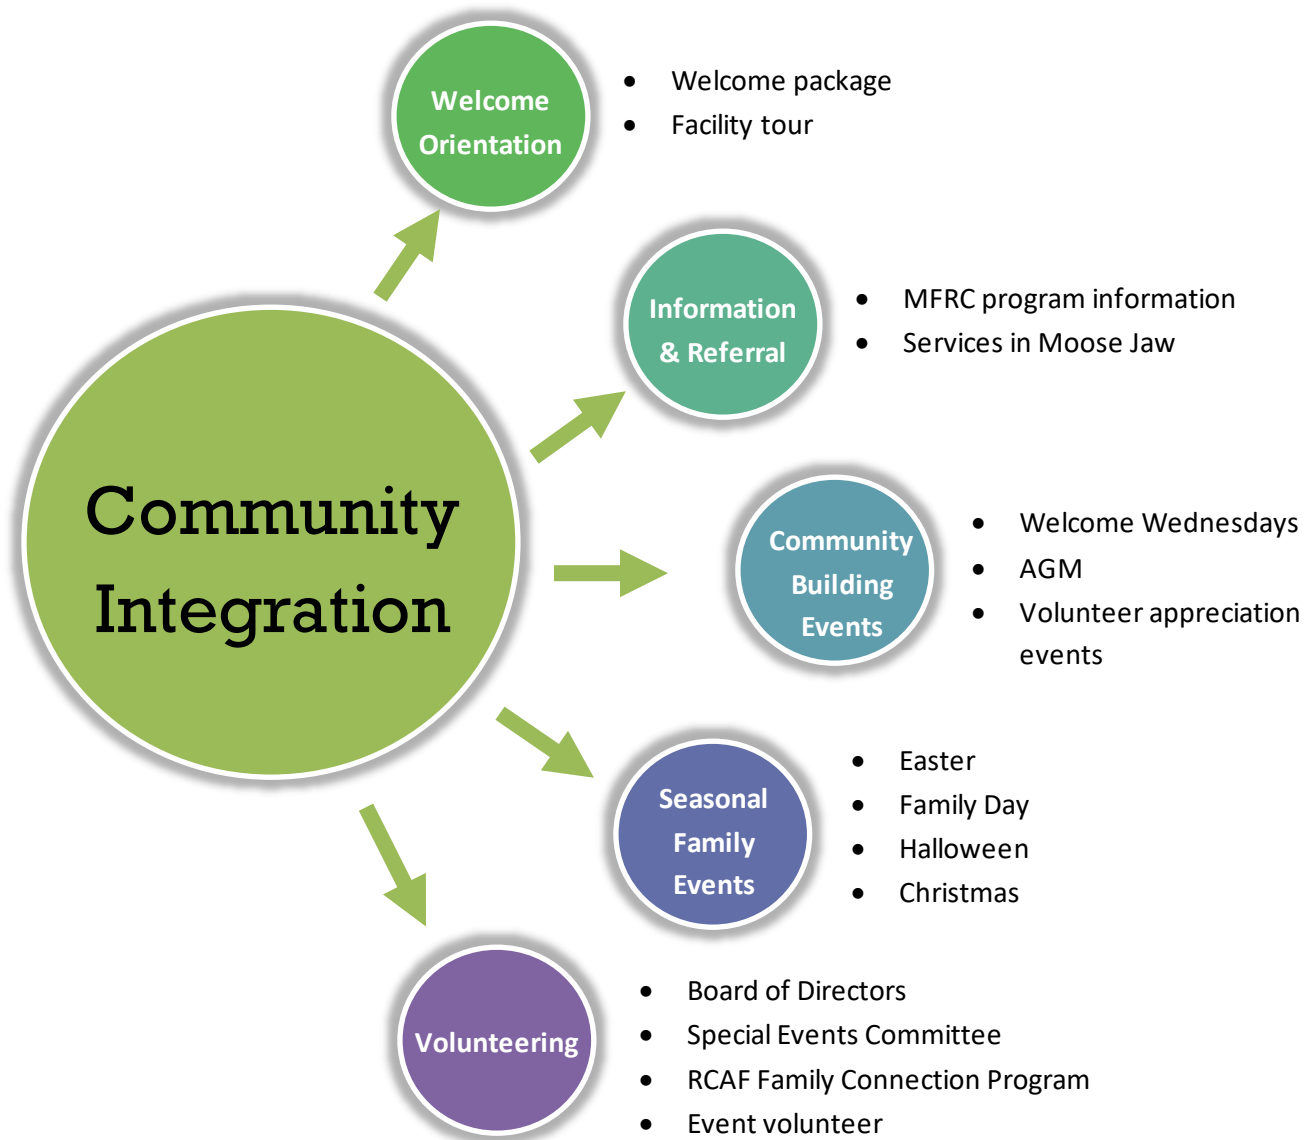 Community
Integration
Welcome
Orientation
• Welcome package
• Facility tour
Information
& Referral
• MFRC program information
• Services in Moose Jaw
Community
Building
Events
• Welcome Wednesdays
• AGM
• Volunteer appreciation
events
Seasonal
Family
Events
• Easter
• Family Day
• Halloween
• Christmas
Volunteering
• Board of Directors
• Special Events Committee
• RCAF Family Connection Program
• Event volunteer